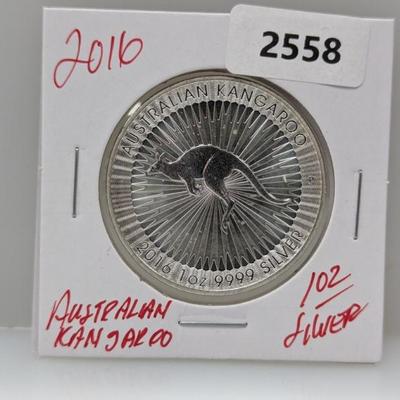 2016
2558
AUSTRALIAN KANGAROO
2016 1oz 9999 SILVER
AUSTRALIAN
KANGAROO
1OZ
SILVER